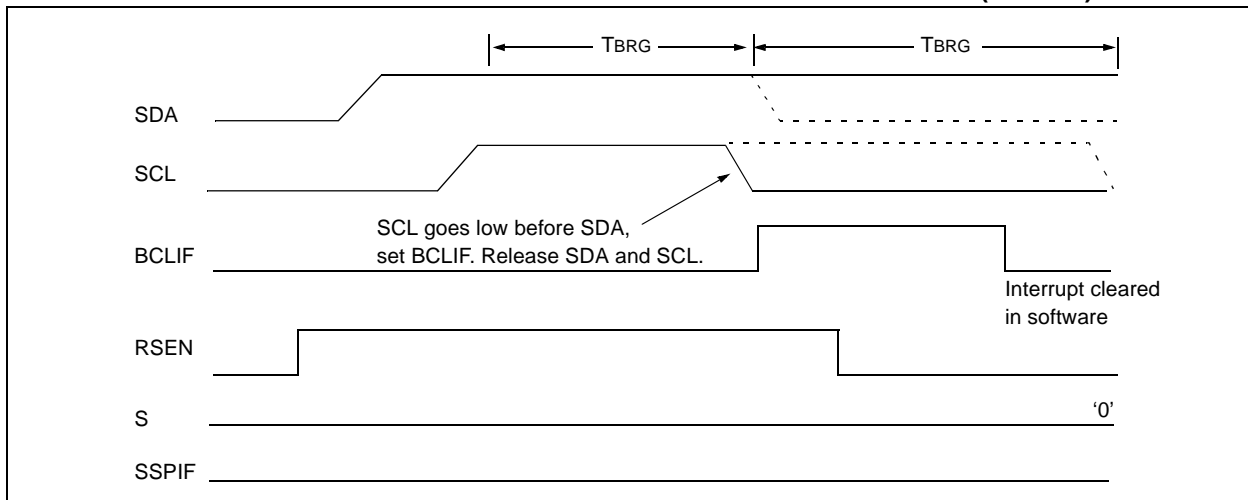 TBRG TBRG
SDA
SCL
SCL goes low before SDA,
set BCLIF. Release SDA and SCL.
BCLIF
Interrupt cleared
in software
RSEN
S
‘0’
SSPIF